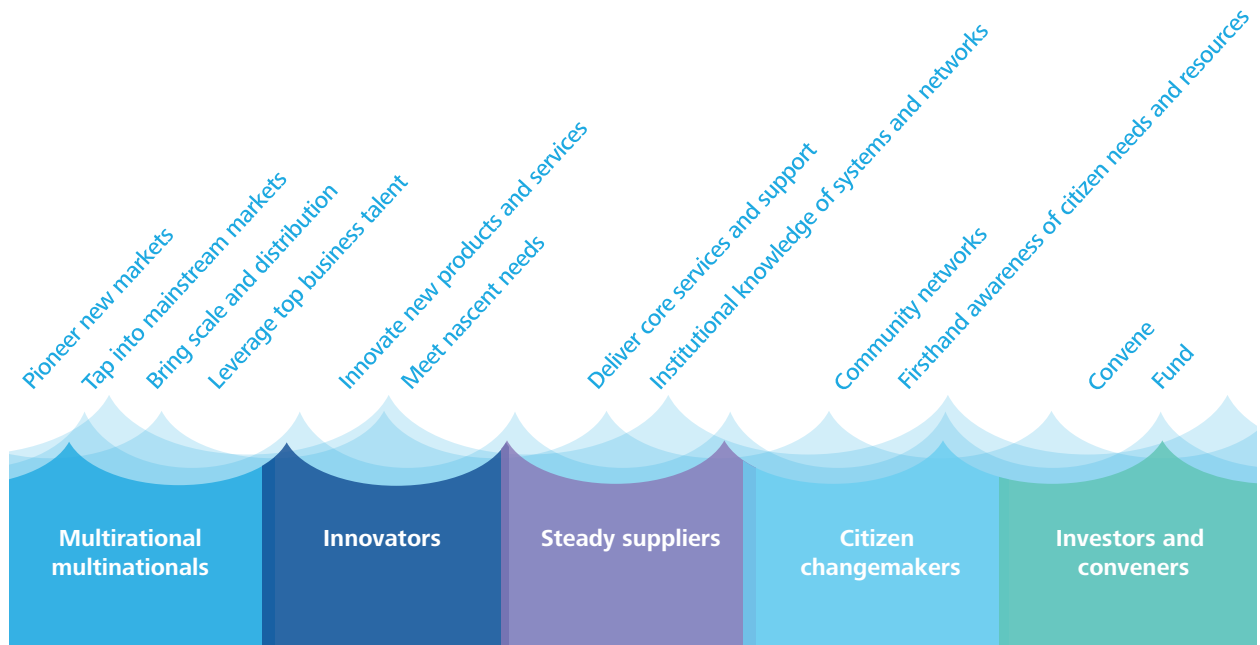 Pioneer new markets
Tap into mainstream markets
Bring scale and distribution
Leverage top business talent
Innovate new products and services
Meet nascent needs
Deliver core services and support
Institutional knowledge of systems and networks
Community networks
Firsthand awareness of citizen needs and resources
Convene
Fund
Multirational
multinationals
Innovators
Steady suppliers
Citizen
changemakers
Investors and
conveners